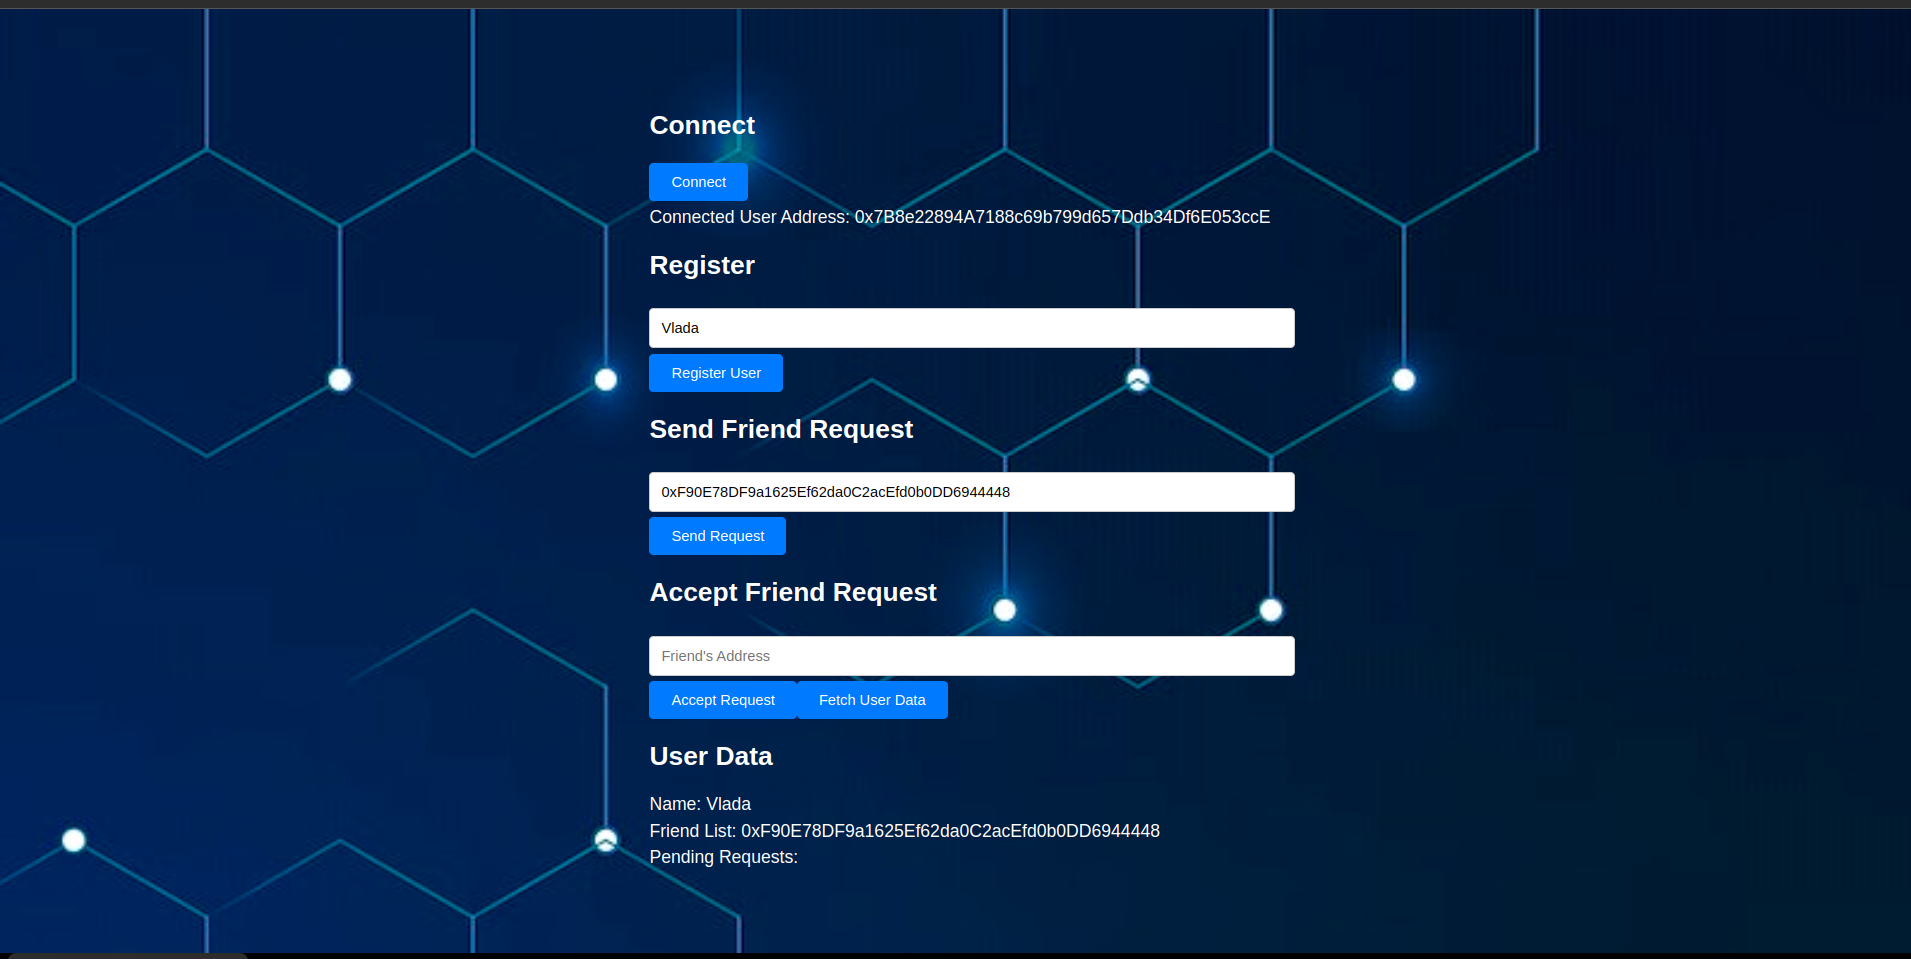 Connect
Connect
Connected User Address: 0x7B8e22894A7188c69b799d657Ddb34Df6E053ccE
Register
Vlada
Register User
Send Friend Request
0xF90E78DF9a1625Ef62da0C2acEfd0b0DD6944448
Send Request
Accept Friend Request
Friend's Address
Accept Request Fetch User Data
User Data
Name: Vlada
Friend List: 0xF90E78DF9a1625Ef62da0C2acEfd0b0DD6944448
Pending Requests: